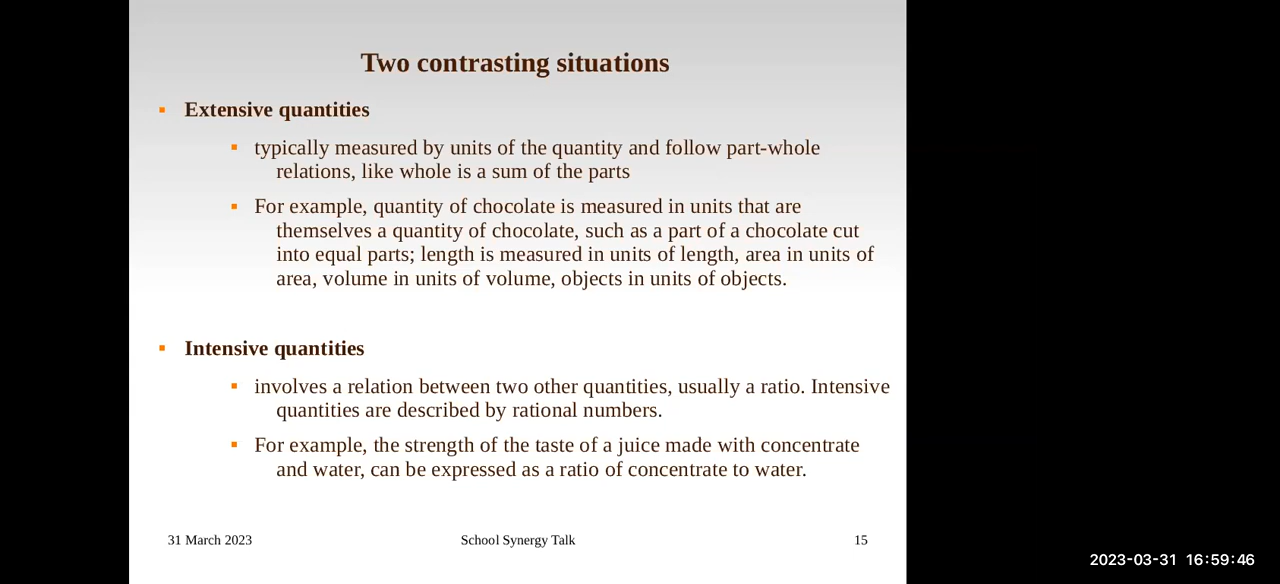 Two contrasting situations
Extensive quantities
typically measured by units of the quantity and follow part-whole
relations, like whole is a sum of the parts
For example, quantity of chocolate is measured in units that are
themselves a quantity of chocolate, such as a part of a chocolate cut
into equal parts; length is measured in units of length, area in units of
area, volume in units of volume, objects in units of objects.
Intensive quantities
involves a relation between two other quantities, usually a ratio. Intensive
quantities are described by rational numbers.
For example, the strength of the taste of a juice made with concentrate
and water, can be expressed as a ratio of concentrate to water.
31 March 2023 School Synergy Talk 15
2023-03-31 16:59:46